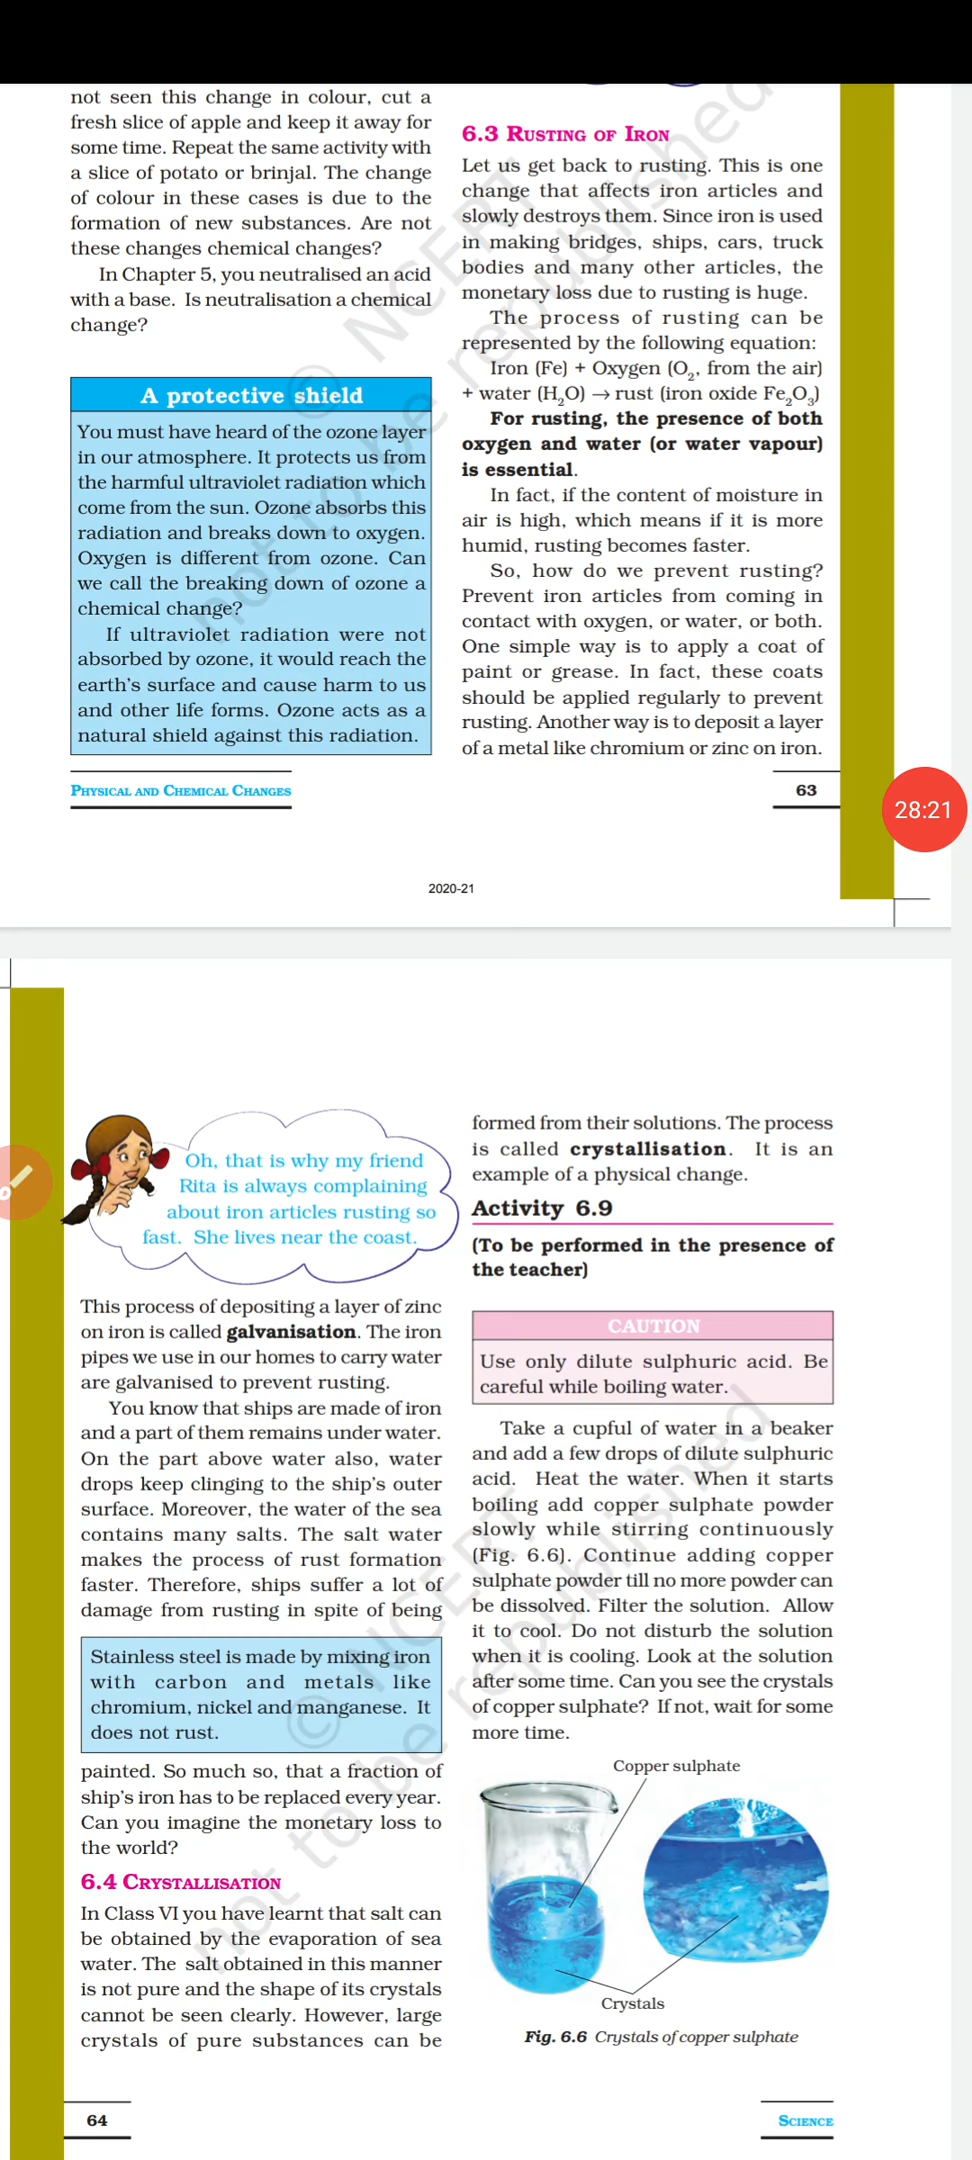 not seen this change in colour, cut a
fresh slice of apple and keep it away for
some time. Repeat the same activity with
a slice of potato or brinjal. The change
of colour in these cases is due to the
formation of new substances. Are not
these changes chemical changes?
In Chapter 5, you neutralised an acid
with a base. Is neutralisation a chemical
change?
A protective shield
You must have heard of the ozone layer
in our atmosphere. It protects us from
the harmful ultraviolet radiation which
come from the sun. Ozone absorbs this
radiation and breaks down to oxygen.
Oxygen is different from ozone. Can
we call the breaking down of ozone a
chemical change?
If ultraviolet radiation were not
absorbed by ozone, it would reach the
earth's surface and cause harm to us
and other life forms. Ozone acts as a
natural shield against this radiation.
6.3 RUSTING OF IRON
Let us get back to rusting. This is one
change that affects iron articles and
slowly destroys them. Since iron is used
in making bridges, ships, cars, truck
bodies and many other articles, the
monetary loss due to rusting is huge.
The process of rusting can be
represented by the following equation:
Iron (Fe) + Oxygen (O₂, from the air)
+ water (H₂O) → rust (iron oxide Fe₂O₃)
For rusting, the presence of both
oxygen and water (or water vapour)
is essential.
In fact, if the content of moisture in
air is high, which means if it is more
humid, rusting becomes faster.
So, how do we prevent rusting?
Prevent iron articles from coming in
contact with oxygen, or water, or both.
One simple way is to apply a coat of
paint or grease. In fact, these coats
should be applied regularly to prevent
rusting. Another way is to deposit a layer
of a metal like chromium or zinc on iron.
PHYSICAL AND CHEMICAL CHANGES
63
28:21
2020-21
© NCERT
not to be republished
Oh, that is why my friend
Rita is always complaining
about iron articles rusting so
fast. She lives near the coast.
This process of depositing a layer of zinc
on iron is called galvanisation. The iron
pipes we use in our homes to carry water
are galvanised to prevent rusting.
You know that ships are made of iron
and a part of them remains under water.
On the part above water also, water
drops keep clinging to the ship's outer
surface. Moreover, the water of the sea
contains many salts. The salt water
makes the process of rust formation
faster. Therefore, ships suffer a lot of
damage from rusting in spite of being
Stainless steel is made by mixing iron
with carbon and metals like
chromium, nickel and manganese. It
does not rust.
painted. So much so, that a fraction of
ship's iron has to be replaced every year.
Can you imagine the monetary loss to
the world?
6.4 CRYSTALLISATION
In Class VI you have learnt that salt can
be obtained by the evaporation of sea
water. The salt obtained in this manner
is not pure and the shape of its crystals
cannot be seen clearly. However, large
crystals of pure substances can be
formed from their solutions. The process
is called crystallisation. It is an
example of a physical change.
Activity 6.9
(To be performed in the presence of
the teacher)
CAUTION
Use only dilute sulphuric acid. Be
careful while boiling water.
Take a cupful of water in a beaker
and add a few drops of dilute sulphuric
acid. Heat the water. When it starts
boiling add copper sulphate powder
slowly while stirring continuously
(Fig. 6.6). Continue adding copper
sulphate powder till no more powder can
be dissolved. Filter the solution. Allow
it to cool. Do not disturb the solution
when it is cooling. Look at the solution
after some time. Can you see the crystals
of copper sulphate? If not, wait for some
more time.
Copper sulphate
Crystals
Fig. 6.6 Crystals of copper sulphate
© NCERT
not to be republished
64
SCIENCE